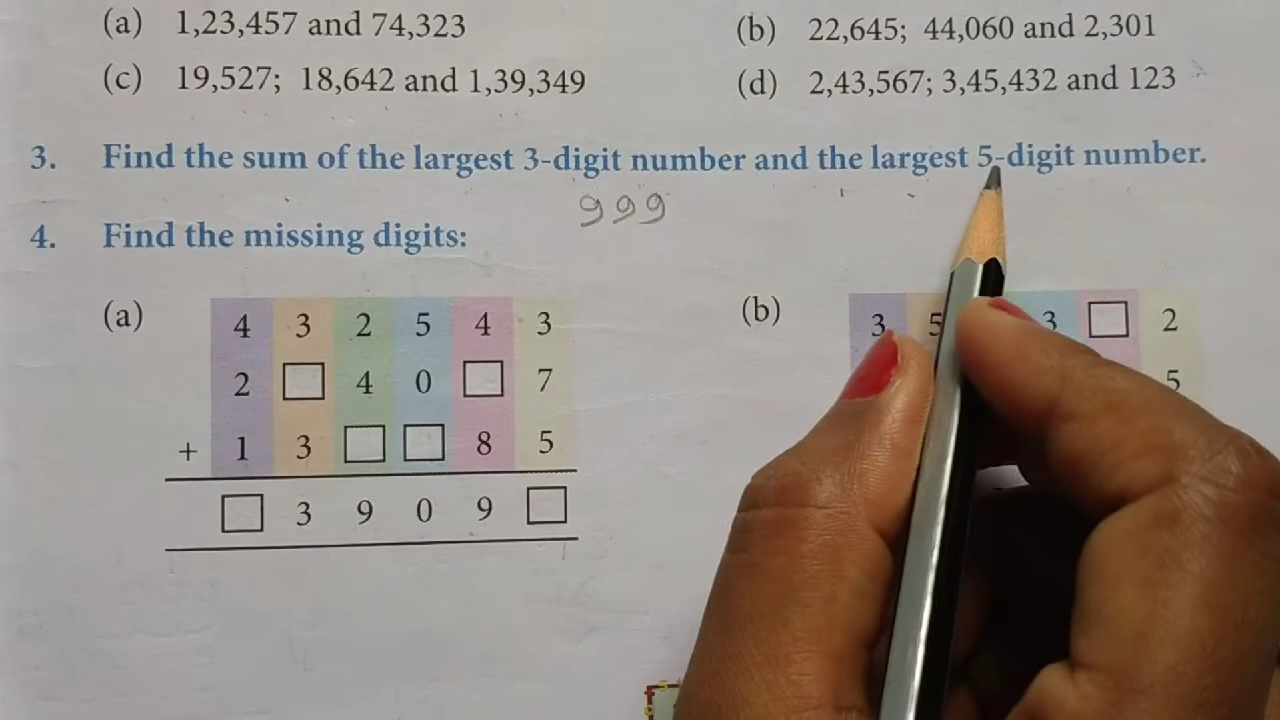 (a) 1,23,457 and 74,323 (b) 22,645; 44,060 and 2,301
(c) 19,527; 18,642 and 1,39,349 (d) 2,43,567; 3,45,432 and 123
3. Find the sum of the largest 3-digit number and the largest 5-digit number.
999
4. Find the missing digits:
(a) 4 3 2 5 4 3
2 □ 4 0 □ 7
+ 1 3 □ □ 8 5
□ 3 9 0 9 □
(b) 3 5 3 □ 2
5